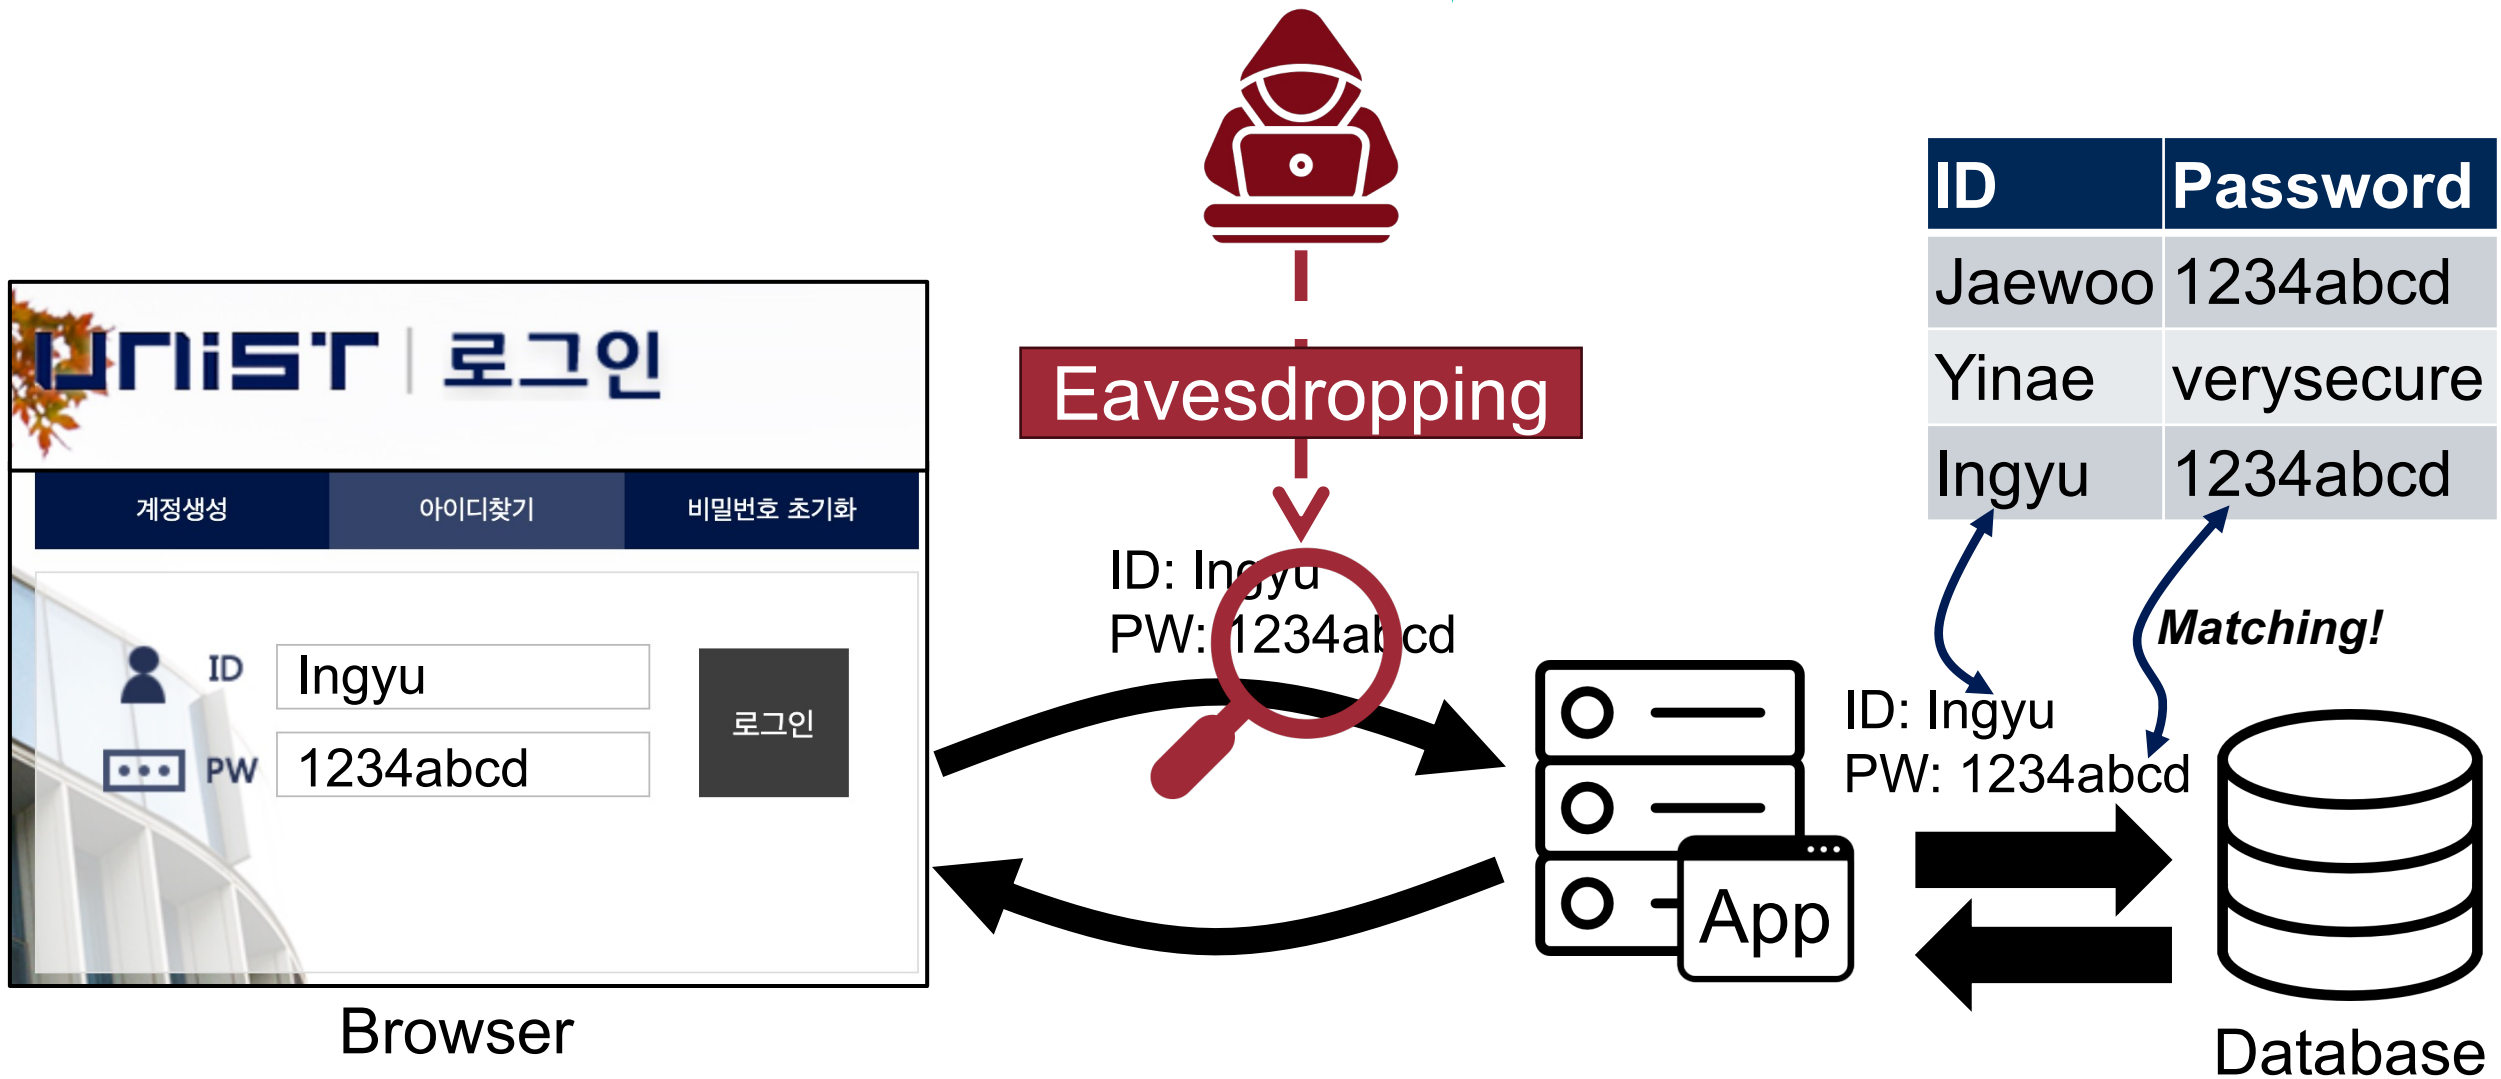 ID Password
Jaewoo 1234abcd
Yinae verysecure
Ingyu 1234abcd
Eavesdropping
UNIST | 로그인
계정생성 아이디찾기 비밀번호 초기화
ID Ingyu
PW 1234abcd
로그인
Browser
ID: Ingyu
PW: 1234abcd
Matching!
ID: Ingyu
PW: 1234abcd
App
Database